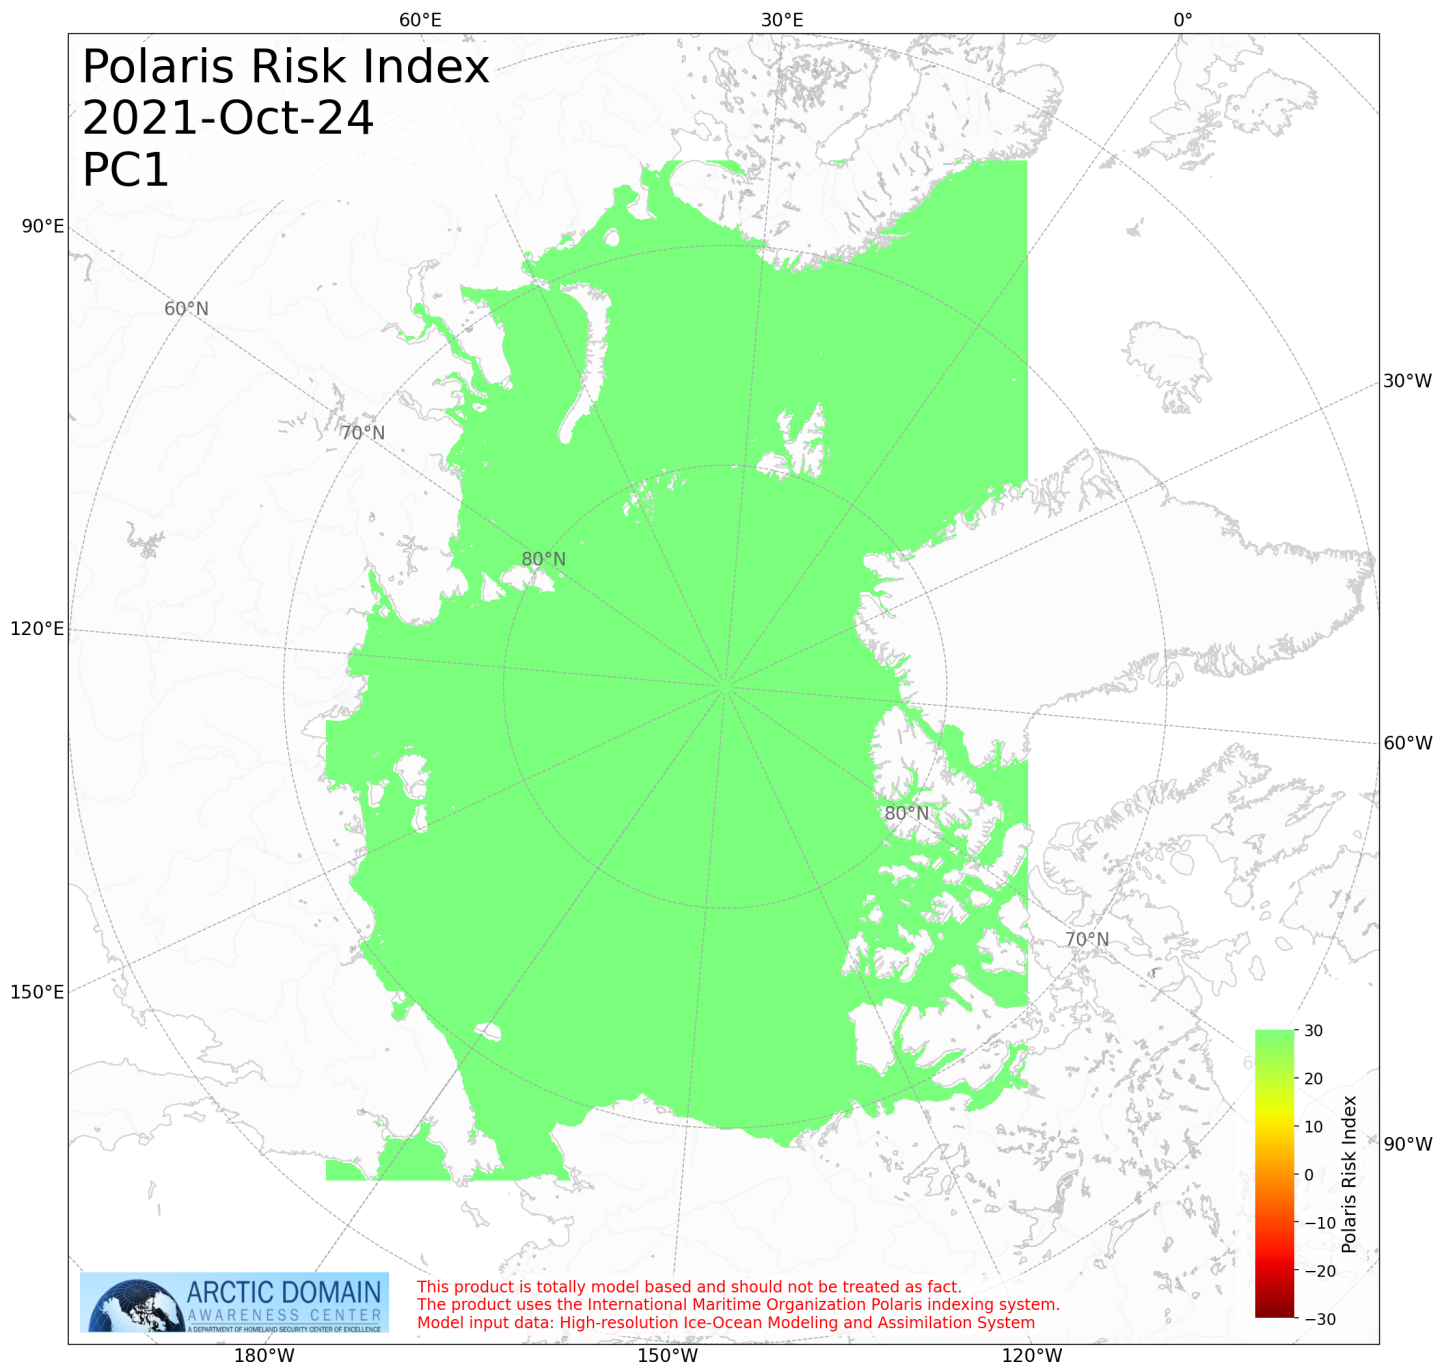 60°E 30°E 0°
Polaris Risk Index
2021-Oct-24
PC1
90°E
60°N
30°W
70°N
80°N
120°E
60°W
80°N
70°N
150°E
30
20
10
0
−10
−20
−30
Polaris Risk Index
90°W
ARCTIC DOMAIN
AWARENESS CENTER
A DEPARTMENT OF HOMELAND SECURITY CENTER OF EXCELLENCE
This product is totally model based and should not be treated as fact.
The product uses the International Maritime Organization Polaris indexing system.
Model input data: High-resolution Ice-Ocean Modeling and Assimilation System
180°W 150°W 120°W